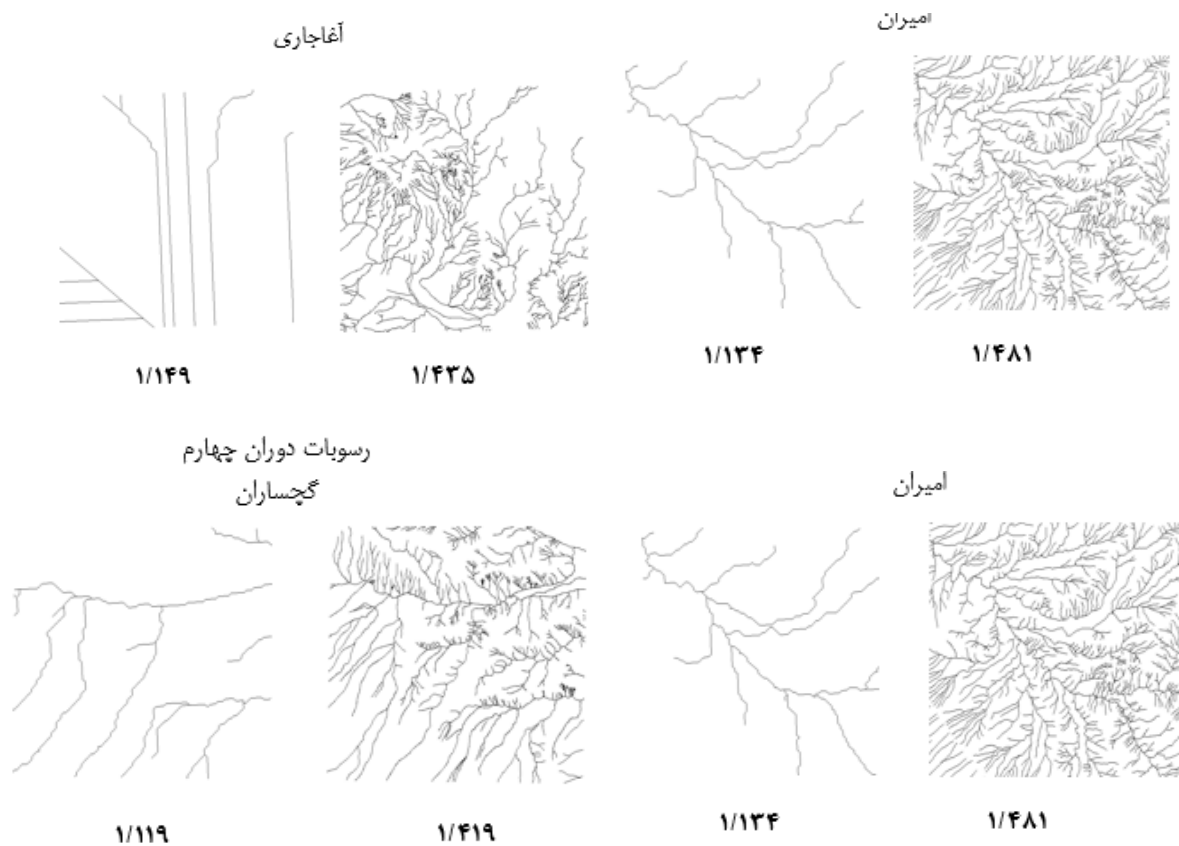 آغاجاری
امیران
۱/۱۴۹
۱/۴۳۵
۱/۱۳۴
۱/۴۸۱
رسوبات دوران چهارم
گچساران
امیران
۱/۱۱۹
۱/۴۱۹
۱/۱۳۴
۱/۴۸۱